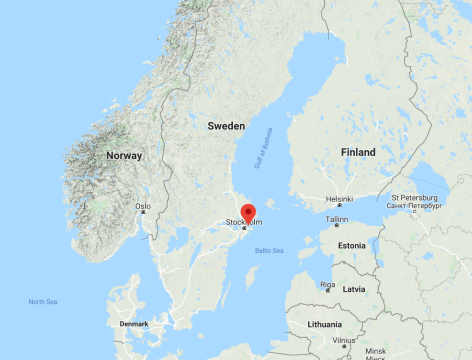 Sweden
Gulf of Bothnia
Finland
Norway
Oslo
Helsinki
St Petersburg
Санкт-Петербург
Stockholm
Tallinn
Estonia
Baltic Sea
North Sea
Riga
Latvia
Denmark
Lithuania
Vilnius
Minsk
Мінск